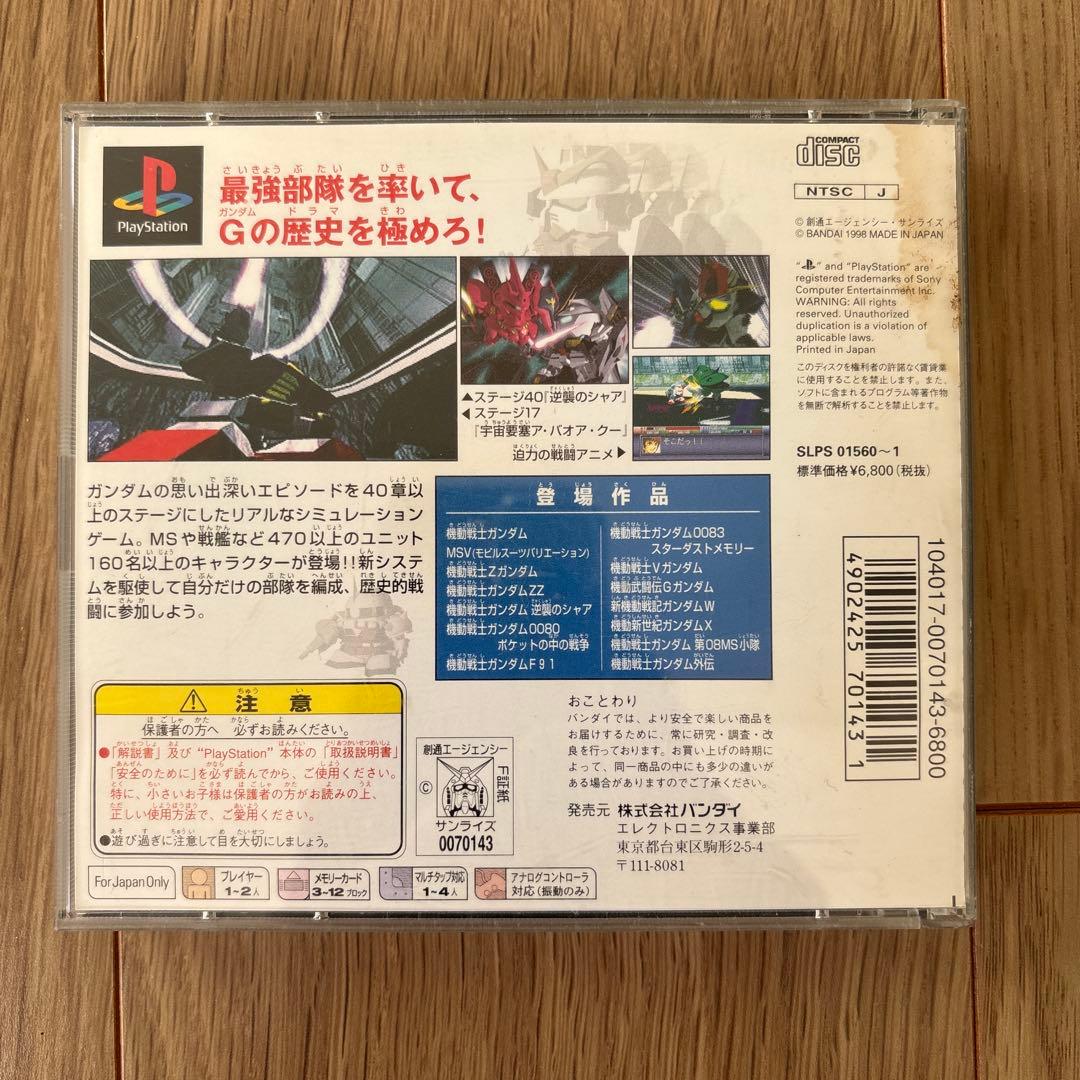 PlayStation
さいきょう ぶ たい ひき
最強部隊を率いて、
ガンダム ドラマ きわ
Gの歴史を極めろ!
COMPACT
disc
NTSC J
© 創通エージェンシー・サンライズ
© BANDAI 1998 MADE IN JAPAN
" " and "PlayStation" are
registered trademarks of Sony
Computer Entertainment Inc.
WARNING: All rights
reserved. Unauthorized
duplication is a violation of
applicable laws.
Printed in Japan
このディスクを権利者の許諾なく賃貸業
に使用することを禁止します。また、
ソフトに含まれるプログラム等著作物
を無断で解析することを禁止します。
SLPS 01560〜1
標準価格¥6,800(税抜)
そこだっ!!
▲ステージ40『逆襲のシャア』
◀ステージ17
『宇宙要塞ア・バオア・クー』
迫力の戦闘アニメ▶
ガンダムの思い出深いエピソードを40章以
上のステージにしたリアルなシミュレーション
ゲーム。MSや戦艦など470以上のユニット
160名以上のキャラクターが登場!!新システ
ムを駆使して自分だけの部隊を編成、歴史的戦
闘に参加しよう。
登場作品
機動戦士ガンダム
MSV(モビルスーツバリエーション)
機動戦士Zガンダム
機動戦士ガンダムZZ
機動戦士ガンダム 逆襲のシャア
機動戦士ガンダム0080
ポケットの中の戦争
機動戦士ガンダムF91
機動戦士ガンダム0083
スターダストメモリー
機動戦士Vガンダム
機動武闘伝Gガンダム
新機動戦記ガンダムW
機動新世紀ガンダムX
機動戦士ガンダム 第08MS小隊
機動戦士ガンダム外伝
104017-0070143-6800
4902425 701431
注意
保護者の方へ 必ずお読みください。
●「解説書」及び"PlayStation"本体の「取扱説明書」
「安全のために」を必ず読んでから、ご使用ください。
特に、小さいお子様は保護者の方がお読みの上、
正しい使用方法で、ご愛用ください。
●遊び過ぎに注意して目を大切にしましょう。
創通エージェンシー
©
F証紙
サンライズ
0070143
おことわり
バンダイでは、より安全で楽しい商品を
お届けするために、常に研究・調査・改
良を行っております。お買い上げの時期に
よって、同一商品の中にも多少の違いが
ある場合がありますのでご了承ください。
発売元 株式会社バンダイ
エレクトロニクス事業部
東京都台東区駒形2-5-4
〒111-8081
For Japan Only
プレイヤー
1〜2人
メモリーカード
3〜12ブロック
マルチタップ対応
1〜4人
アナログコントローラ
対応(振動のみ)